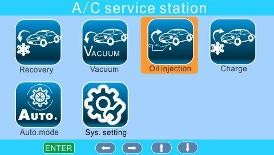 A/C service station
VACUUM
Recovery Vacuum Oil injection Charge
AUTO.
Auto.mode Sys. setting
ENTER